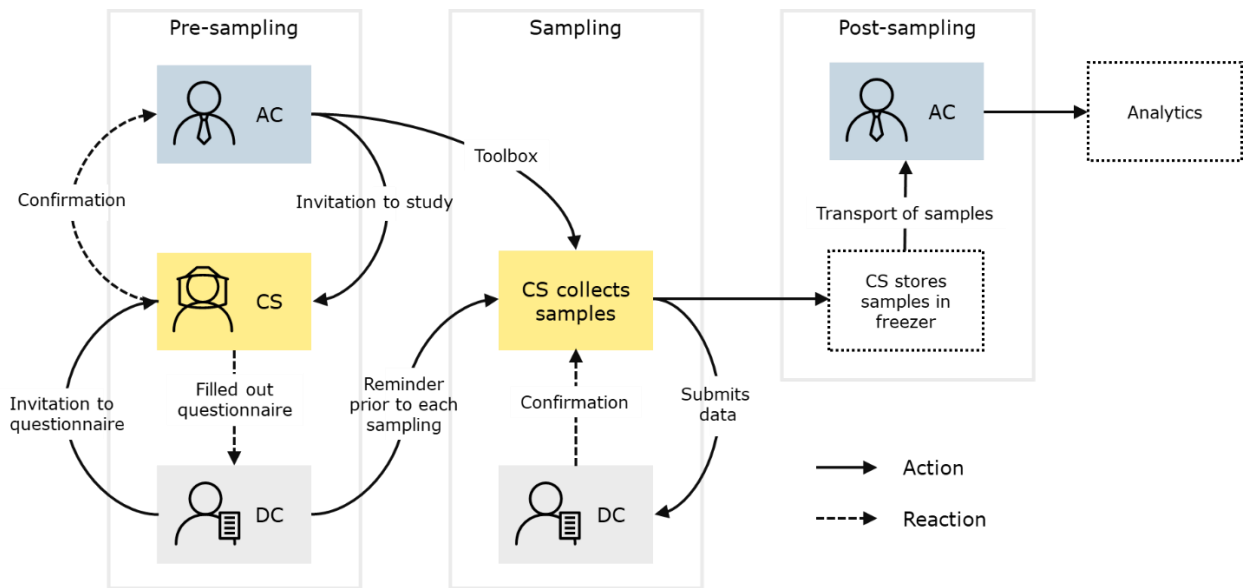 Pre-sampling
AC
Confirmation
Invitation to study
CS
Invitation to
questionnaire
Filled out
questionnaire
DC
Sampling
Toolbox
CS collects
samples
Reminder
prior to each
sampling
Confirmation
Submits
data
DC
Post-sampling
AC
Analytics
Transport of samples
CS stores
samples in
freezer
Action
Reaction